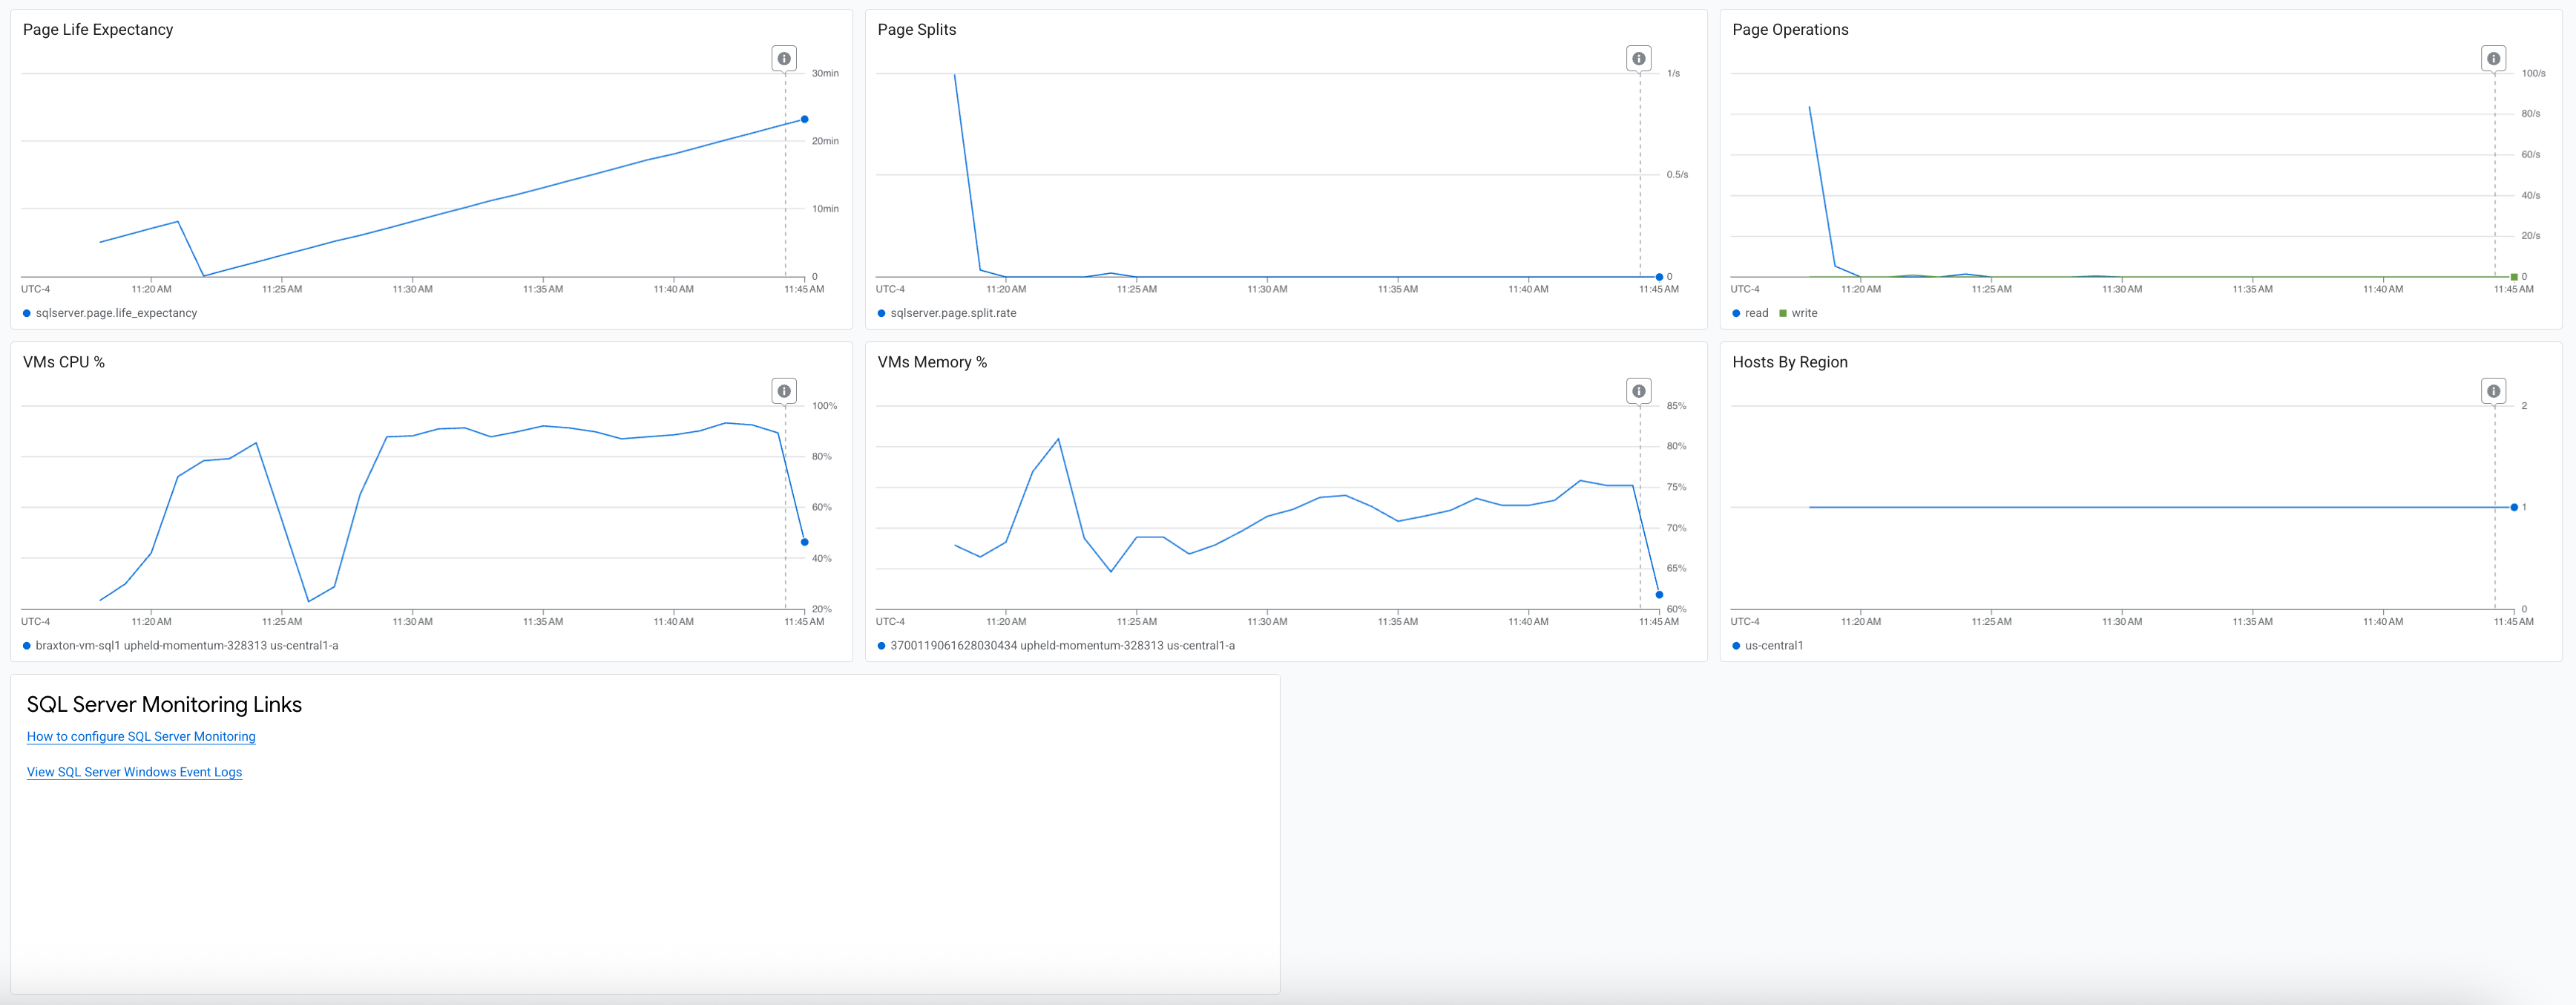 Page Life Expectancy
30min
20min
10min
0
UTC-4 11:20 AM 11:25 AM 11:30 AM 11:35 AM 11:40 AM 11:45 AM
sqlserver.page.life_expectancy
Page Splits
1/s
0.5/s
0
UTC-4 11:20 AM 11:25 AM 11:30 AM 11:35 AM 11:40 AM 11:45 AM
sqlserver.page.split.rate
Page Operations
100/s
80/s
60/s
40/s
20/s
0
UTC-4 11:20 AM 11:25 AM 11:30 AM 11:35 AM 11:40 AM 11:45 AM
read write
VMs CPU %
100%
80%
60%
40%
20%
UTC-4 11:20 AM 11:25 AM 11:30 AM 11:35 AM 11:40 AM 11:45 AM
braxton-vm-sql1 upheld-momentum-328313 us-central1-a
VMs Memory %
85%
80%
75%
70%
65%
60%
UTC-4 11:20 AM 11:25 AM 11:30 AM 11:35 AM 11:40 AM 11:45 AM
3700119061628030434 upheld-momentum-328313 us-central1-a
Hosts By Region
2
1
0
UTC-4 11:20 AM 11:25 AM 11:30 AM 11:35 AM 11:40 AM 11:45 AM
us-central1
SQL Server Monitoring Links
How to configure SQL Server Monitoring
View SQL Server Windows Event Logs